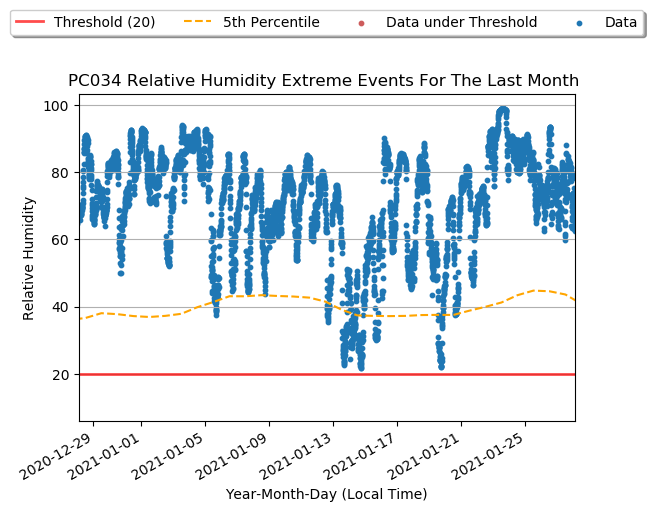 Threshold (20) 5th Percentile Data under Threshold Data
PC034 Relative Humidity Extreme Events For The Last Month
100
80
60
40
20
Relative Humidity
2020-12-29 2021-01-01 2021-01-05 2021-01-09 2021-01-13 2021-01-17 2021-01-21 2021-01-25
Year-Month-Day (Local Time)